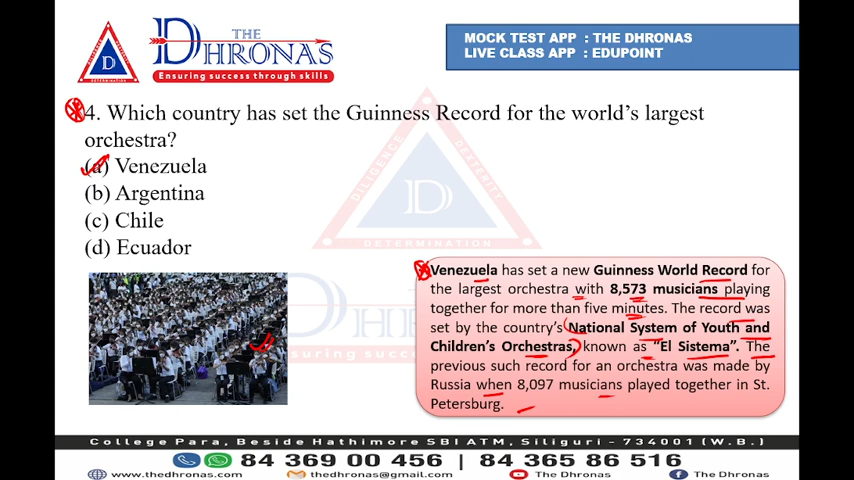 THE
DHRONAS
Ensuring success through skills
MOCK TEST APP : THE DHRONAS
LIVE CLASS APP : EDUPOINT
4. Which country has set the Guinness Record for the world's largest
orchestra?
(a) Venezuela
(b) Argentina
(c) Chile
(d) Ecuador
DILIGENCE
DEXTERITY
D
DETERMINATION
Venezuela has set a new Guinness World Record for
the largest orchestra with 8,573 musicians playing
together for more than five minutes. The record was
set by the country's National System of Youth and
Children's Orchestras, known as "El Sistema". The
previous such record for an orchestra was made by
Russia when 8,097 musicians played together in St.
Petersburg.
College Para, Beside Hathimore SBI ATM, Siliguri - 734001 (W.B.)
84 369 00 456 | 84 365 86 516
www.thedhronas.com thedhronas@gmail.com The Dhronas The Dhronas